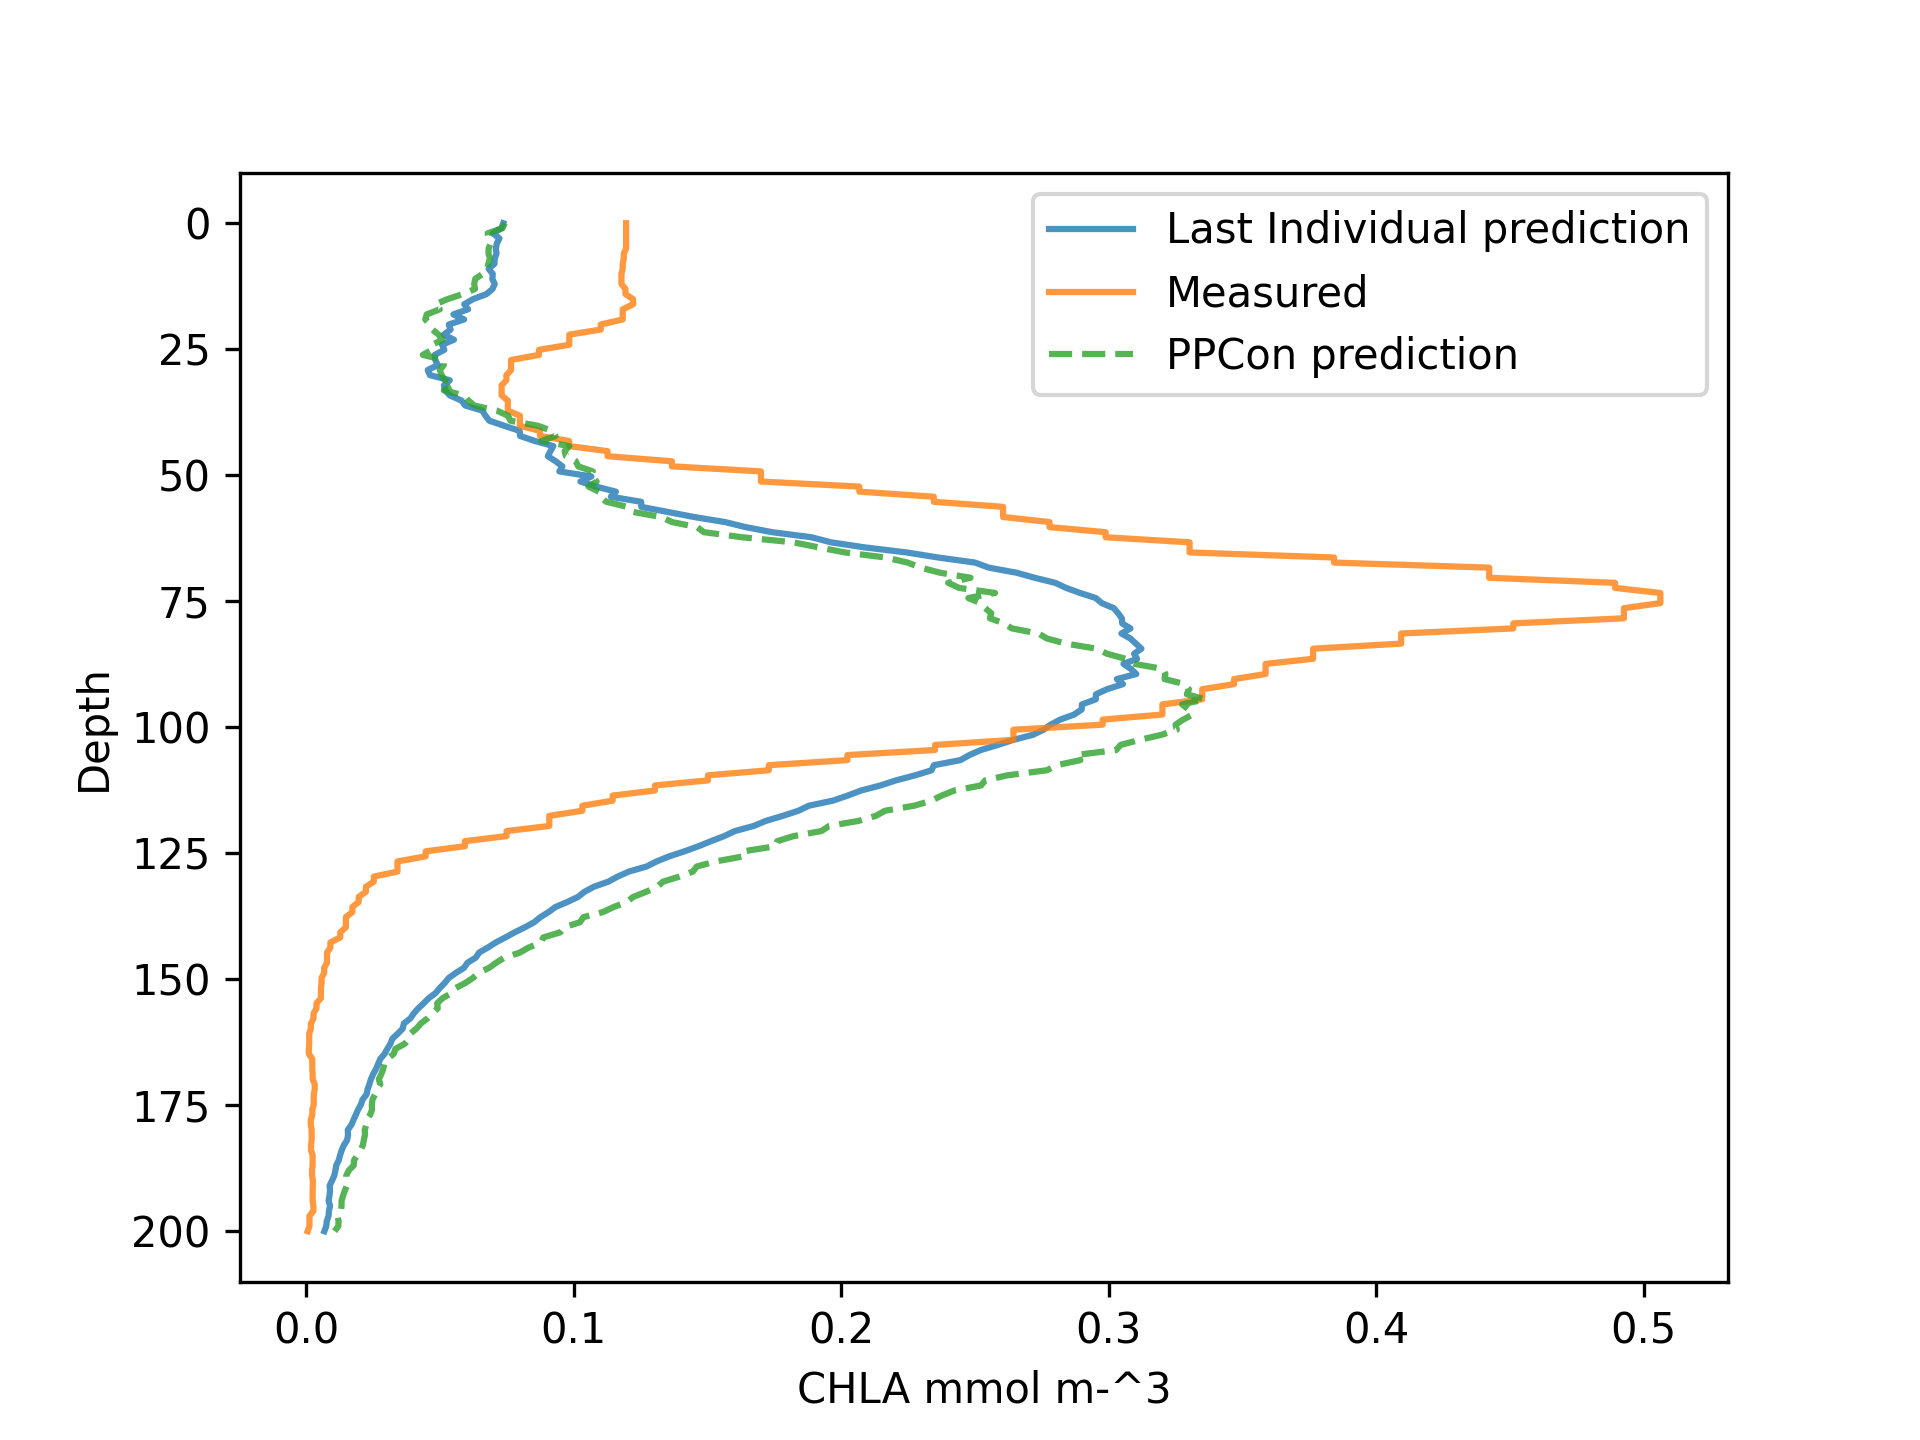 Last Individual prediction
Measured
PPCon prediction
0
25
50
75
100
125
150
175
200
Depth
0.0 0.1 0.2 0.3 0.4 0.5
CHLA mmol m-^3